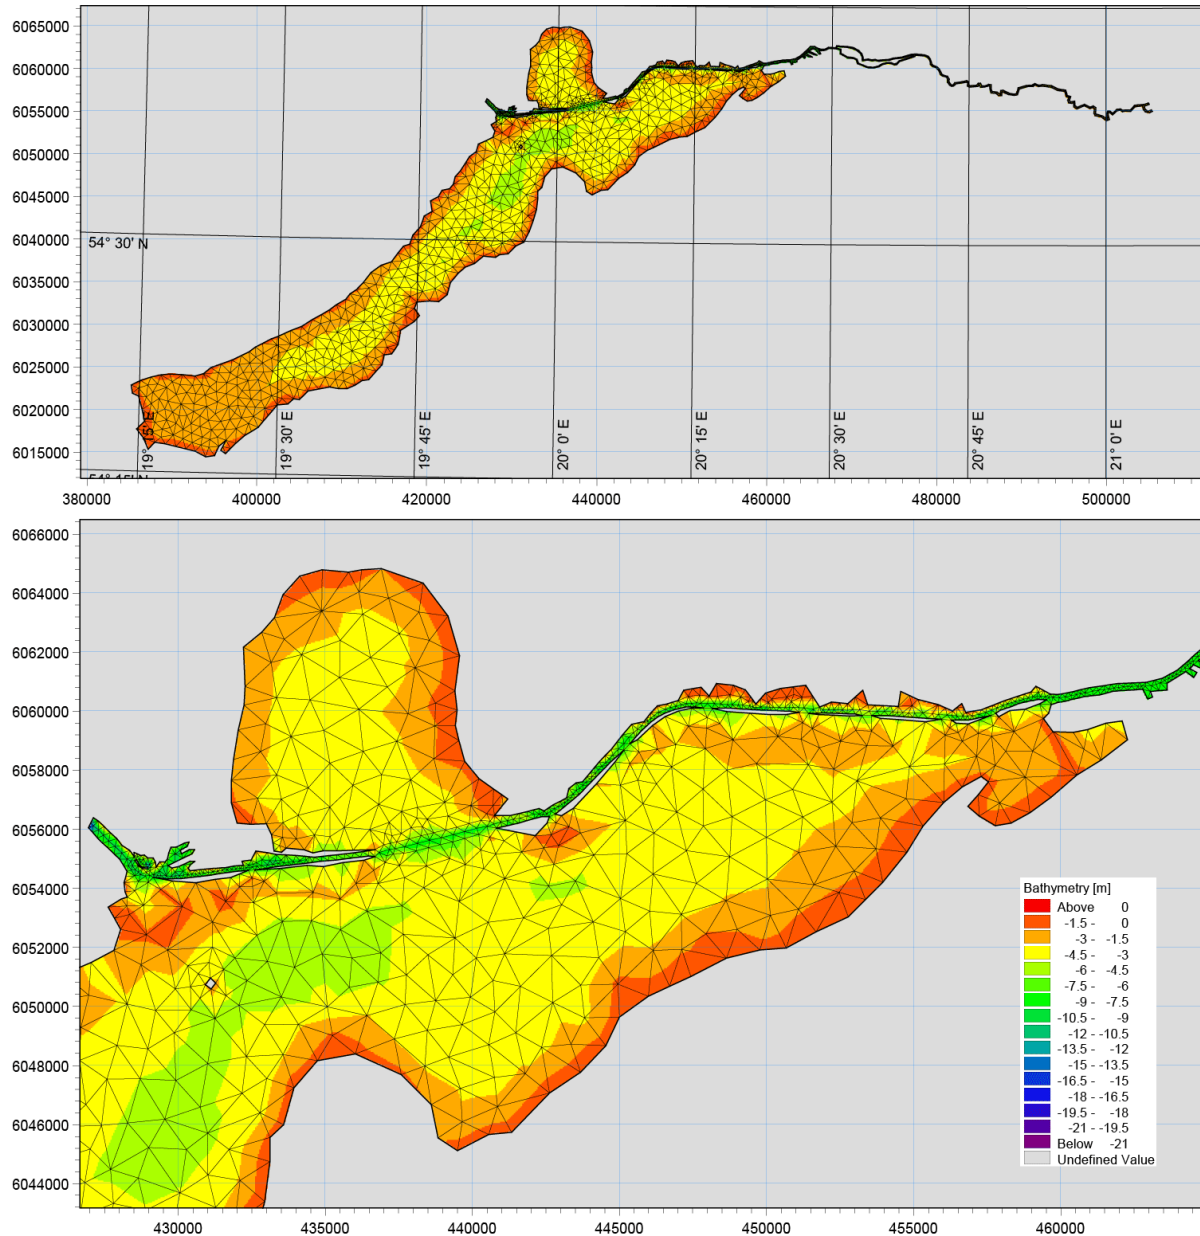 6065000
6060000
6055000
6050000
6045000
6040000
54° 30' N
6035000
6030000
6025000
6020000
6015000
19° 15' E
19° 30' E
19° 45' E
20° 0' E
20° 15' E
20° 30' E
20° 45' E
21° 0' E
54° 15' N
380000 400000 420000 440000 460000 480000 500000
6066000
6064000
6062000
6060000
6058000
6056000
6054000
6052000
6050000
6048000
6046000
6044000
Bathymetry [m]
Above 0
-1.5 - 0
-3 - -1.5
-4.5 - -3
-6 - -4.5
-7.5 - -6
-9 - -7.5
-10.5 - -9
-12 - -10.5
-13.5 - -12
-15 - -13.5
-16.5 - -15
-18 - -16.5
-19.5 - -18
-21 - -19.5
Below -21
Undefined Value
430000 435000 440000 445000 450000 455000 460000